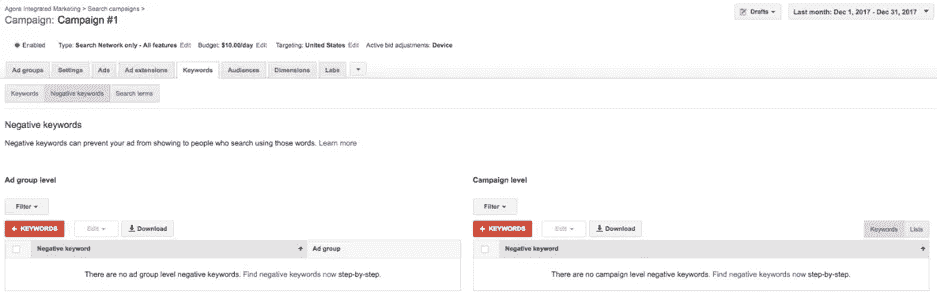 Agora Integrated Marketing > Search campaigns >
Campaign: Campaign #1
Drafts
Last month: Dec 1, 2017 - Dec 31, 2017
Enabled Type: Search Network only - All features Edit Budget: $10.00/day Edit Targeting: United States Edit Active bid adjustments: Device
Ad groups Settings Ads Ad extensions Keywords Audiences Dimensions Labs
Keywords Negative keywords Search terms
Negative keywords
Negative keywords can prevent your ad from showing to people who search using those words. Learn more
Ad group level
Filter
+ KEYWORDS Edit Download
Negative keyword Ad group
There are no ad group level negative keywords. Find negative keywords now step-by-step.
Campaign level
Filter
+ KEYWORDS Edit Download Keywords Lists
Negative keyword
There are no campaign level negative keywords. Find negative keywords now step-by-step.